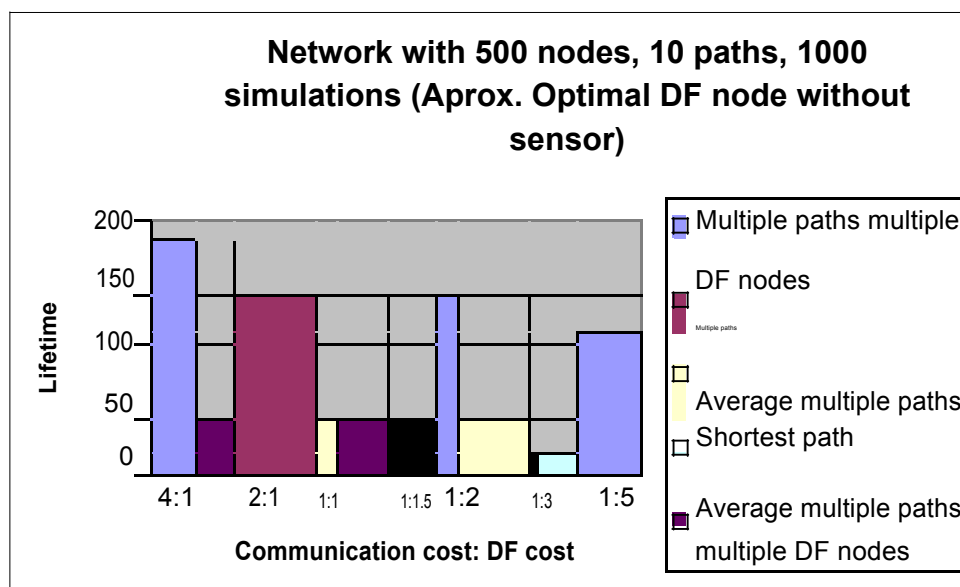 Network with 500 nodes, 10 paths, 1000
simulations (Aprox. Optimal DF node without
sensor)
200
150
100
50
0
Lifetime
4:1 2:1 1:1 1:1.5 1:2 1:3 1:5
Communication cost: DF cost
Multiple paths multiple
DF nodes
Multiple paths
Average multiple paths
Shortest path
Average multiple paths
multiple DF nodes